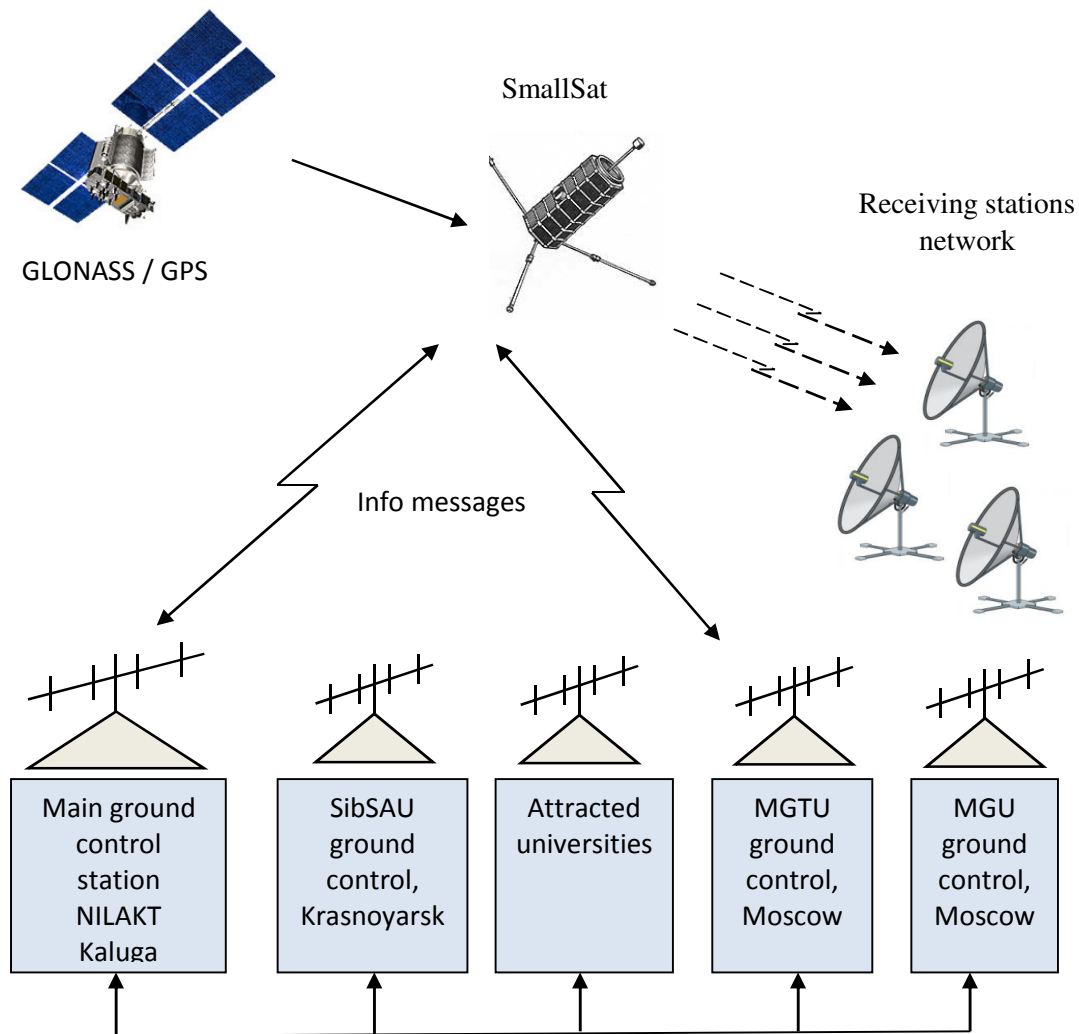 SmallSat
Receiving stations
network
GLONASS / GPS
Info messages
Main ground
control
station
NILAKT
Kaluga
SibSAU
ground
control,
Krasnoyarsk
Attracted
universities
MGTU
ground
control,
Moscow
MGU
ground
control,
Moscow